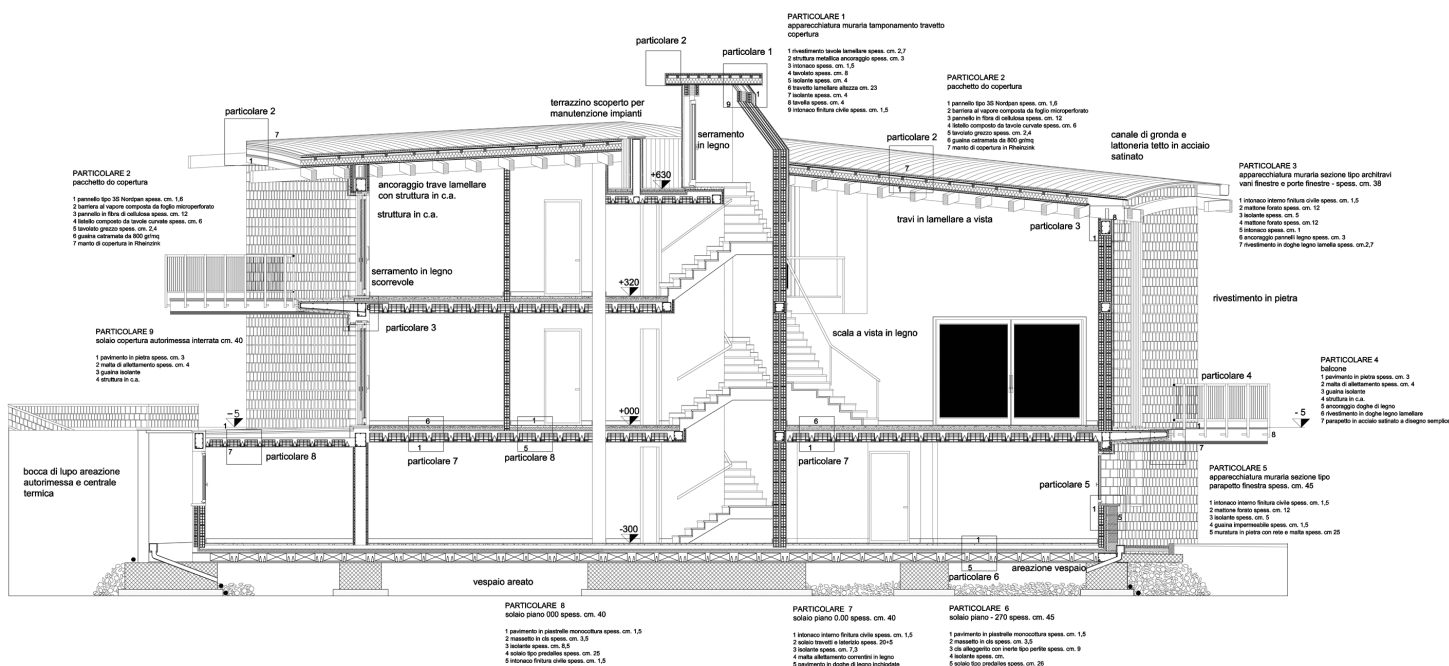 PARTICOLARE 1
apparecchiatura muraria tamponamento travetto
copertura
1 rivestimento tavole lamellare spess. cm. 2,7
2 struttura metallica ancoraggio spess. cm. 3
3 intonaco spess. cm. 1,5
4 tavolato spess. cm. 8
5 isolante spess. cm. 4
6 travetto lamellare altezza cm. 23
7 isolante spess. cm. 4
8 tavella spess. cm. 4
9 intonaco finitura civile spess. cm. 1,5
particolare 2
particolare 1
1
9
PARTICOLARE 2
pacchetto do copertura
1 pannello tipo 3S Nordpan spess. cm. 1,6
2 barriera al vapore composta da foglio microperforato
3 pannello in fibra di cellulosa spess. cm. 12
4 listello composto da tavole curvate spess. cm. 6
5 tavolato grezzo spess. cm. 2,4
6 guaina catramata da 800 gr/mq
7 manto di copertura in Rheinzink
particolare 2
7
1
terrazzino scoperto per
manutenzione impianti
serramento
in legno
particolare 2
7
1
canale di gronda e
lattoneria tetto in acciaio
satinato
PARTICOLARE 3
apparecchiatura muraria sezione tipo architravi
vani finestre e porte finestre - spess. cm. 38
1 intonaco interno finitura civile spess. cm. 1,5
2 mattone forato spess. cm. 12
3 isolante spess. cm. 5
4 mattone forato spess. cm. 12
5 intonaco spess. cm. 1
6 ancoraggio pannelli legno spess. cm. 3
7 rivestimento in doghe legno lamella spess. cm.2,7
PARTICOLARE 2
pacchetto do copertura
1 pannello tipo 3S Nordpan spess. cm. 1,6
2 barriera al vapore composta da foglio microperforato
3 pannello in fibra di cellulosa spess. cm. 12
4 listello composto da tavole curvate spess. cm. 6
5 tavolato grezzo spess. cm. 2,4
6 guaina catramata da 800 gr/mq
7 manto di copertura in Rheinzink
ancoraggio trave lamellare
con struttura in c.a.
struttura in c.a.
+630
travi in lamellare a vista
particolare 3
8
1
serramento in legno
scorrevole
+320
particolare 3
rivestimento in pietra
scala a vista in legno
PARTICOLARE 9
solaio copertura autorimessa interrata cm. 40
1 pavimento in pietra spess. cm. 3
2 malta di allettamento spess. cm. 4
3 guaina isolante
4 struttura in c.a.
PARTICOLARE 4
balcone
1 pavimento in pietra spess. cm. 3
2 malta di allettamento spess. cm. 4
3 guaina isolante
4 struttura in c.a.
5 ancoraggio doghe di legno
6 rivestimento in doghe legno lamellare
7 parapetto in acciaio satinato a disegno semplice
particolare 4
- 5
1
8
7
- 5
1
7
particolare 8
6
1
particolare 7
1
5
particolare 8
+000
6
1
particolare 7
bocca di lupo areazione
autorimessa e centrale
termica
particolare 5
1
5
PARTICOLARE 5
apparecchiatura muraria sezione tipo
parapetto finestra spess. cm. 45
1 intonaco interno finitura civile spess. cm. 1,5
2 mattone forato spess. cm. 12
3 isolante spess. cm. 5
4 guaina impermeabile spess. cm. 1,5
5 muratura in pietra con rete e malta spess. cm 25
-300
1
5
particolare 6
areazione vespaio
vespaio areato
PARTICOLARE 8
solaio piano 000 spess. cm. 40
1 pavimento in piastrelle monocottura spess. cm. 1,5
2 massetto in cls spess. cm. 3,5
3 isolante spess. cm. 8,5
4 solaio tipo predalles spess. cm. 25
5 intonaco finitura civile spess. cm. 1,5
PARTICOLARE 7
solaio piano 0.00 spess. cm. 40
1 intonaco interno finitura civile spess. cm. 1,5
2 solaio travetti e laterizio spess. 20+5
3 isolante spess. cm. 7,3
4 malta allettamento correntini in legno
5 pavimento in doghe di legno inchiodate
PARTICOLARE 6
solaio piano - 270 spess. cm. 45
1 pavimento in piastrelle monocottura spess. cm. 1,5
2 massetto in cls spess. cm. 3,5
3 cls alleggerito con inerte tipo perlite spess. cm. 9
4 isolante spess. cm.
5 solaio tipo predalles spess. cm. 26